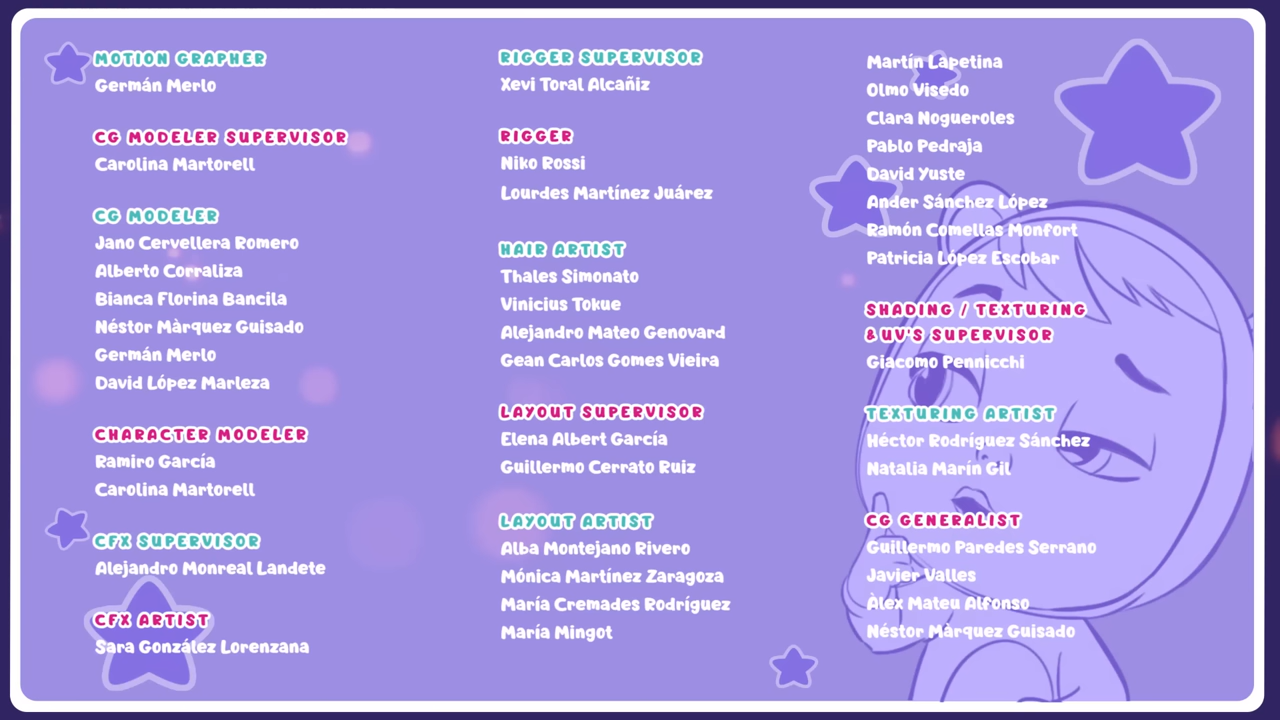 MOTION GRAPHER
Germán Merlo
CG MODELER SUPERVISOR
Carolina Martorell
CG MODELER
Jano Cervellera Romero
Alberto Corraliza
Bianca Florina Bancila
Néstor Màrquez Guisado
Germán Merlo
David López Marleza
CHARACTER MODELER
Ramiro García
Carolina Martorell
CFX SUPERVISOR
Alejandro Monreal Landete
CFX ARTIST
Sara González Lorenzana
RIGGER SUPERVISOR
Xevi Toral Alcañiz
RIGGER
Niko Rossi
Lourdes Martínez Juárez
HAIR ARTIST
Thales Simonato
Vinicius Tokue
Alejandro Mateo Genovard
Gean Carlos Gomes Vieira
LAYOUT SUPERVISOR
Elena Albert García
Guillermo Cerrato Ruiz
LAYOUT ARTIST
Alba Montejano Rivero
Mónica Martínez Zaragoza
María Cremades Rodríguez
María Mingot
Martín Lapetina
Olmo Visedo
Clara Nogueroles
Pablo Pedraja
David Yuste
Ander Sánchez López
Ramón Comellas Monfort
Patricia López Escobar
SHADING / TEXTURING
& UV'S SUPERVISOR
Giacomo Pennicchi
TEXTURING ARTIST
Héctor Rodríguez Sánchez
Natalia Marín Gil
CG GENERALIST
Guillermo Paredes Serrano
Javier Valles
Àlex Mateu Alfonso
Néstor Màrquez Guisado